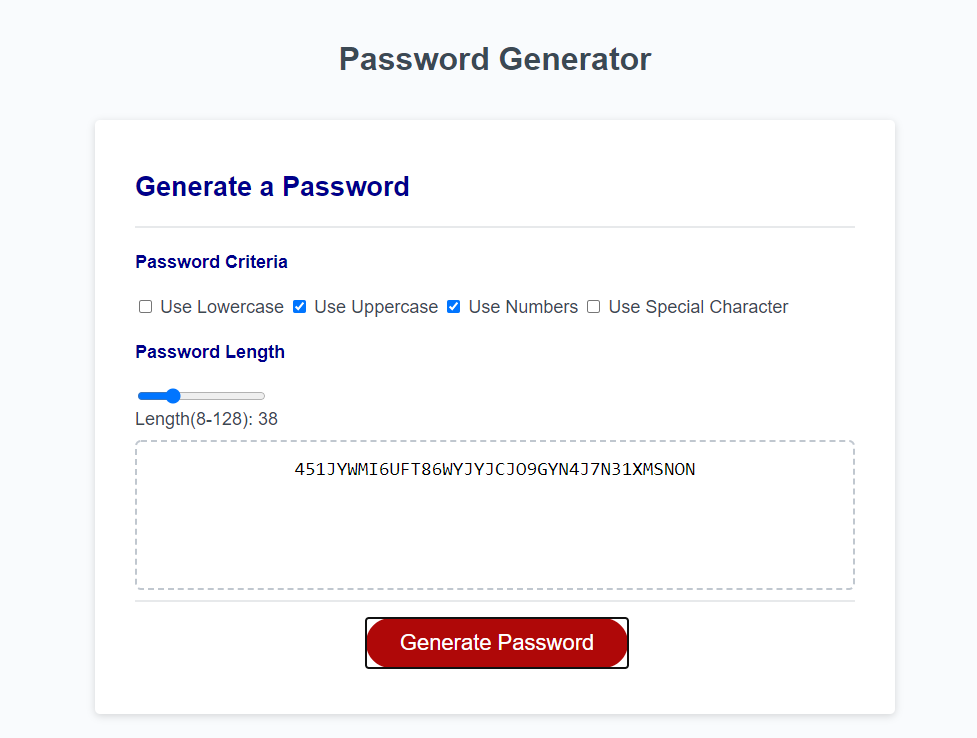 Password Generator
Generate a Password
Password Criteria
Use Lowercase Use Uppercase Use Numbers Use Special Character
Password Length
Length(8-128): 38
451JYWMI6UFT86WYJYJCJO9GYN4J7N31XMSNON
Generate Password